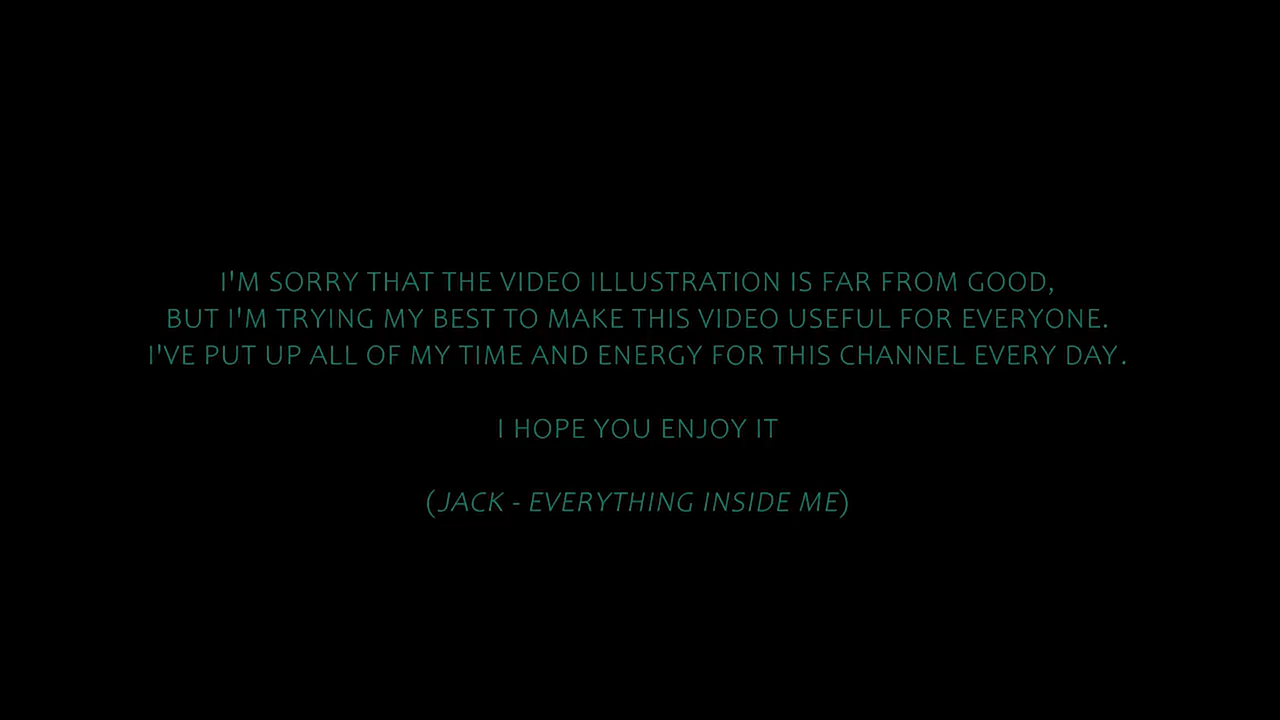 I'M SORRY THAT THE VIDEO ILLUSTRATION IS FAR FROM GOOD,
BUT I'M TRYING MY BEST TO MAKE THIS VIDEO USEFUL FOR EVERYONE.
I'VE PUT UP ALL OF MY TIME AND ENERGY FOR THIS CHANNEL EVERY DAY.
I HOPE YOU ENJOY IT
(JACK - EVERYTHING INSIDE ME)